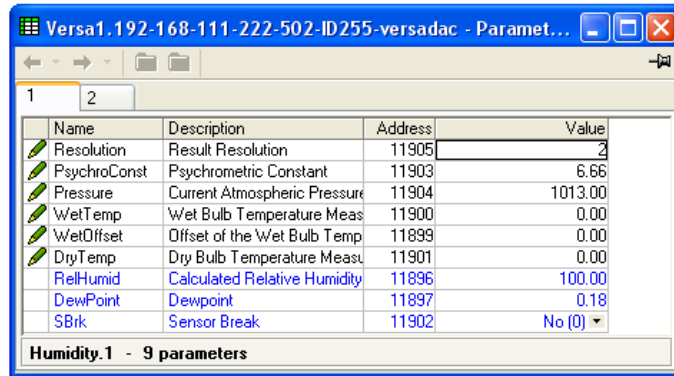 Versa1.192-168-111-222-502-ID255-versadac - Paramet...
1 2
Name Description Address Value
Resolution Result Resolution 11905 2
PsychroConst Psychrometric Constant 11903 6.66
Pressure Current Atmospheric Pressure 11904 1013.00
WetTemp Wet Bulb Temperature Meas 11900 0.00
WetOffset Offset of the Wet Bulb Temp 11899 0.00
DryTemp Dry Bulb Temperature Measu 11901 0.00
RelHumid Calculated Relative Humidity 11896 100.00
DewPoint Dewpoint 11897 0.18
SBrk Sensor Break 11902 No (0)
Humidity.1 - 9 parameters